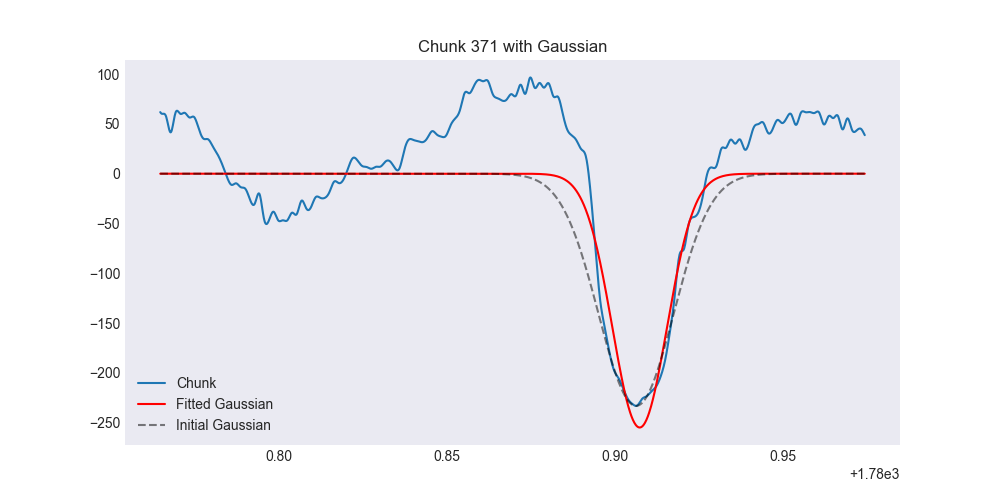 Chunk 371 with Gaussian
100
50
0
−50
−100
−150
−200
−250
Chunk
Fitted Gaussian
Initial Gaussian
0.80 0.85 0.90 0.95
+1.78e3